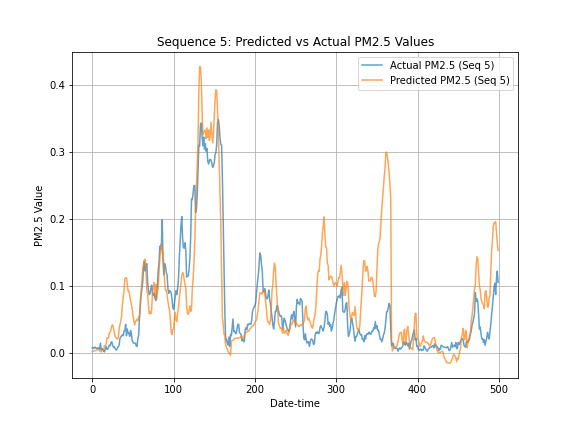 Sequence 5: Predicted vs Actual PM2.5 Values
Actual PM2.5 (Seq 5)
Predicted PM2.5 (Seq 5)
0.4
0.3
0.2
0.1
0.0
PM2.5 Value
0 100 200 300 400 500
Date-time